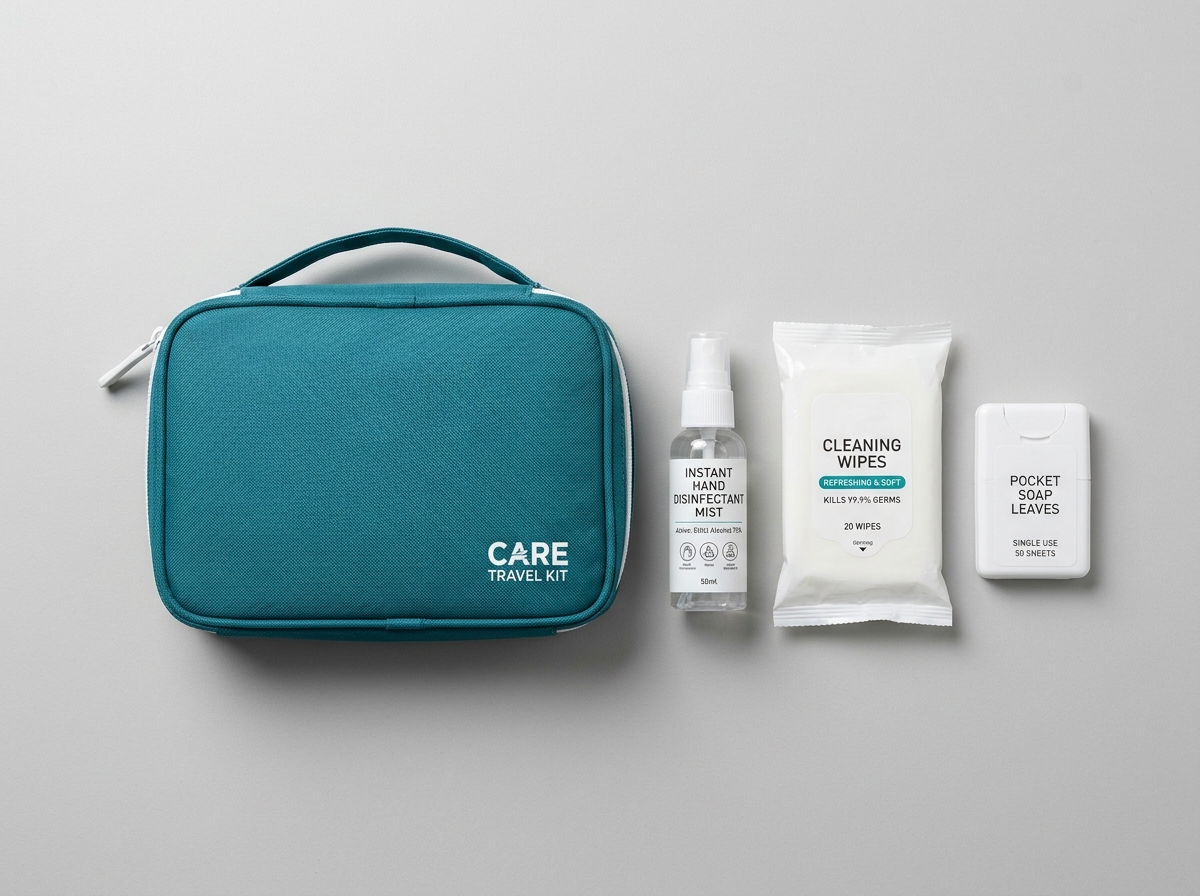 CARE
TRAVEL KIT
INSTANT
HAND
DISINFECTANT
MIST
50mL
CLEANING
WIPES
REFRESHING & SOFT
KILLS Y9.9% GERMS
20 WIPES
POCKET
SOAP
LEAVES
SINGLE USE
50 SHEETS